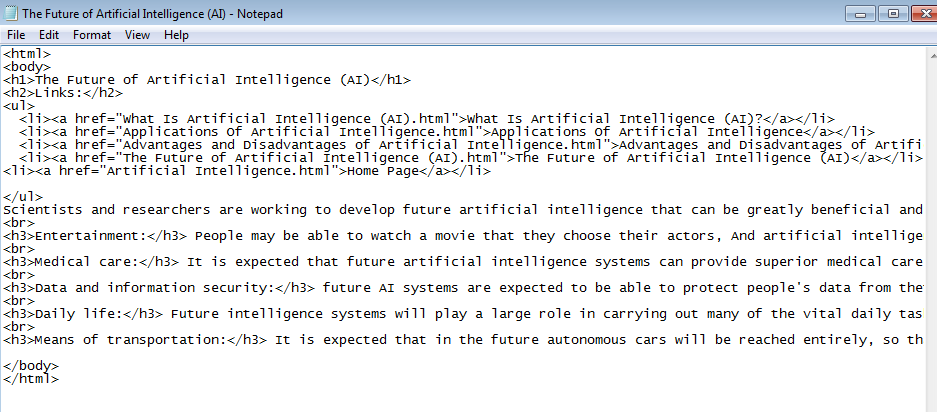 The Future of Artificial Intelligence (AI) - Notepad
File Edit Format View Help
<html>
<body>
<h1>The Future of Artificial Intelligence (AI)</h1>
<h2>Links:</h2>
<ul>
  <li><a href="What Is Artificial Intelligence (AI).html">What Is Artificial Intelligence (AI)?</a></li>
  <li><a href="Applications Of Artificial Intelligence.html">Applications Of Artificial Intelligence</a></li>
  <li><a href="Advantages and Disadvantages of Artificial Intelligence.html">Advantages and Disadvantages of Artifi
  <li><a href="The Future of Artificial Intelligence (AI).html">The Future of Artificial Intelligence (AI)</a></li>
<li><a href="Artificial Intelligence.html">Home Page</a></li>

</ul>
Scientists and researchers are working to develop future artificial intelligence that can be greatly beneficial and
<br>
<h3>Entertainment:</h3> People may be able to watch a movie that they choose their actors, And artificial intellige
<br>
<h3>Medical care:</h3> It is expected that future artificial intelligence systems can provide superior medical care
<br>
<h3>Data and information security:</h3> future AI systems are expected to be able to protect people's data from the
<br>
<h3>Daily life:</h3> Future intelligence systems will play a large role in carrying out many of the vital daily tas
<br>
<h3>Means of transportation:</h3> It is expected that in the future autonomous cars will be reached entirely, so th

</body>
</html>